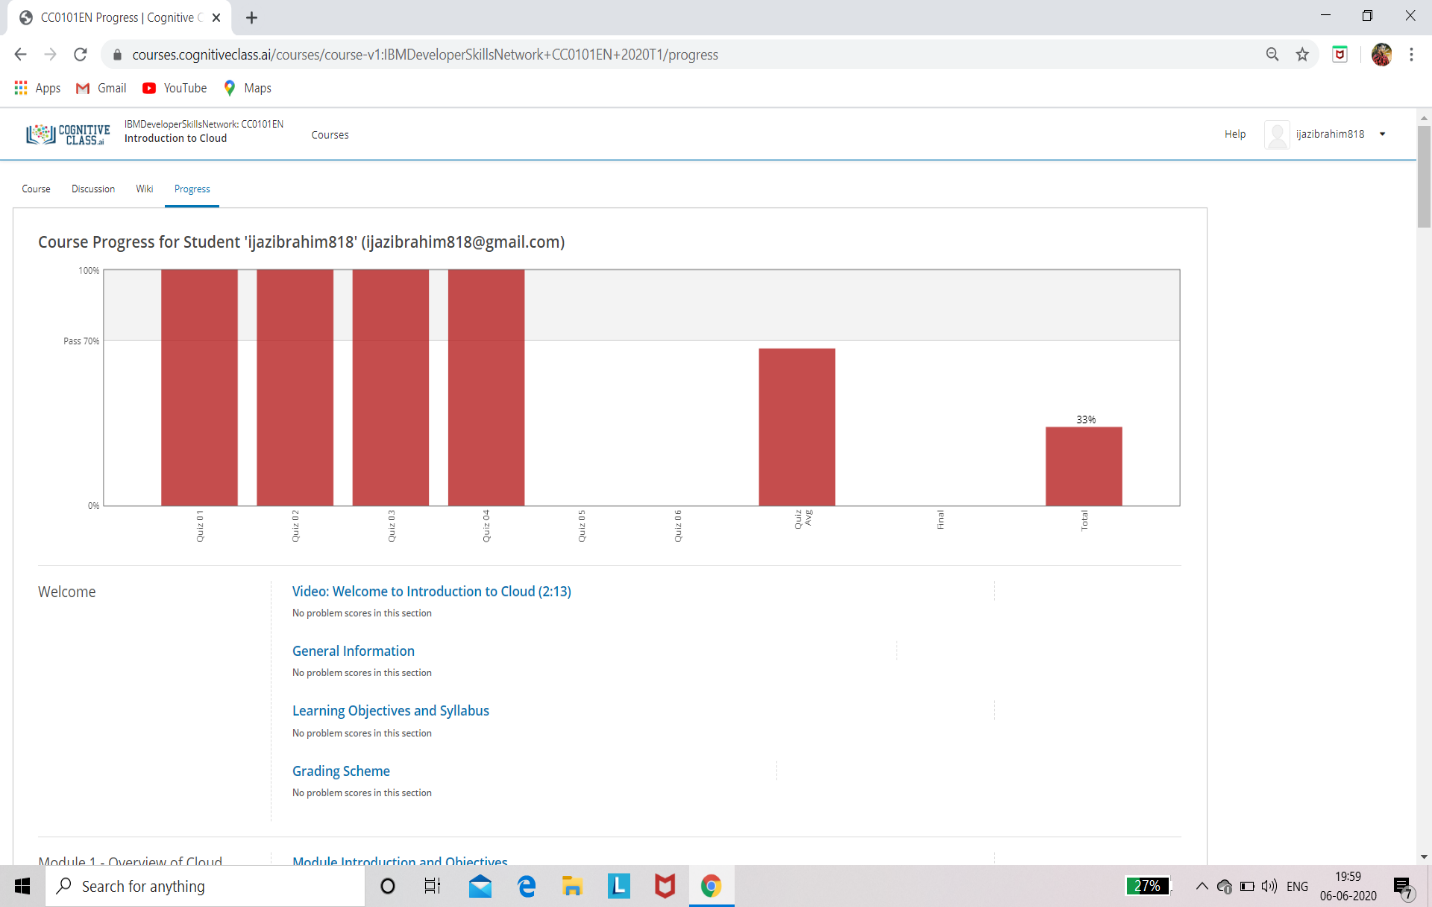 CC0101EN Progress | Cognitive C
courses.cognitiveclass.ai/courses/course-v1:IBMDeveloperSkillsNetwork+CC0101EN+2020T1/progress
Apps
Gmail
YouTube
Maps
COGNITIVE
CLASS.ai
IBMDeveloperSkillsNetwork: CC0101EN
Introduction to Cloud
Courses
Help
ijazibrahim818
Course
Discussion
Wiki
Progress
Course Progress for Student 'ijazibrahim818' (ijazibrahim818@gmail.com)
100%
Pass 70%
33%
0%
Quiz 01
Quiz 02
Quiz 03
Quiz 04
Quiz 05
Quiz 06
Quiz
Avg
Final
Total
Welcome
Video: Welcome to Introduction to Cloud (2:13)
No problem scores in this section
General Information
No problem scores in this section
Learning Objectives and Syllabus
No problem scores in this section
Grading Scheme
No problem scores in this section
Module 1 - Overview of Cloud
Module Introduction and Objectives
Search for anything
L
27%
ENG
19:59
06-06-2020
7